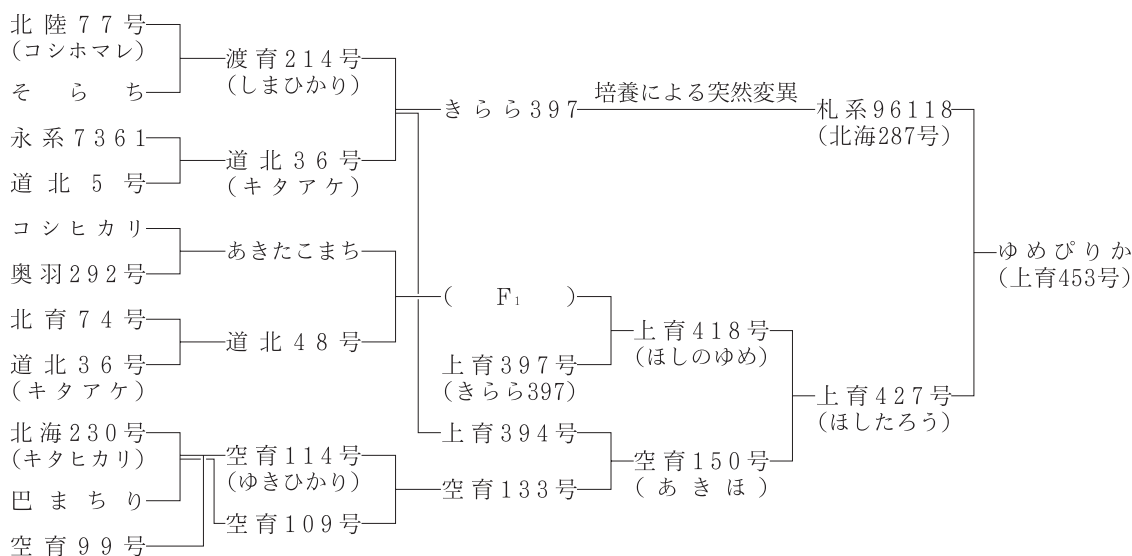 北陸77号
(コシホマレ)
そらち
永系7361
道北5号
コシヒカリ
奥羽292号
北育74号
道北36号
(キタアケ)
北海230号
(キタヒカリ)
巴まちり
空育99号
渡育214号
(しまひかり)
道北36号
(キタアケ)
あきたこまち
道北48号
空育114号
(ゆきひかり)
空育109号
きらら397
( F₁ )
上育397号
(きらら397)
上育394号
空育133号
培養による突然変異
上育418号
(ほしのゆめ)
空育150号
(あきほ)
札系96118
(北海287号)
上育427号
(ほしたろう)
ゆめぴりか
(上育453号)